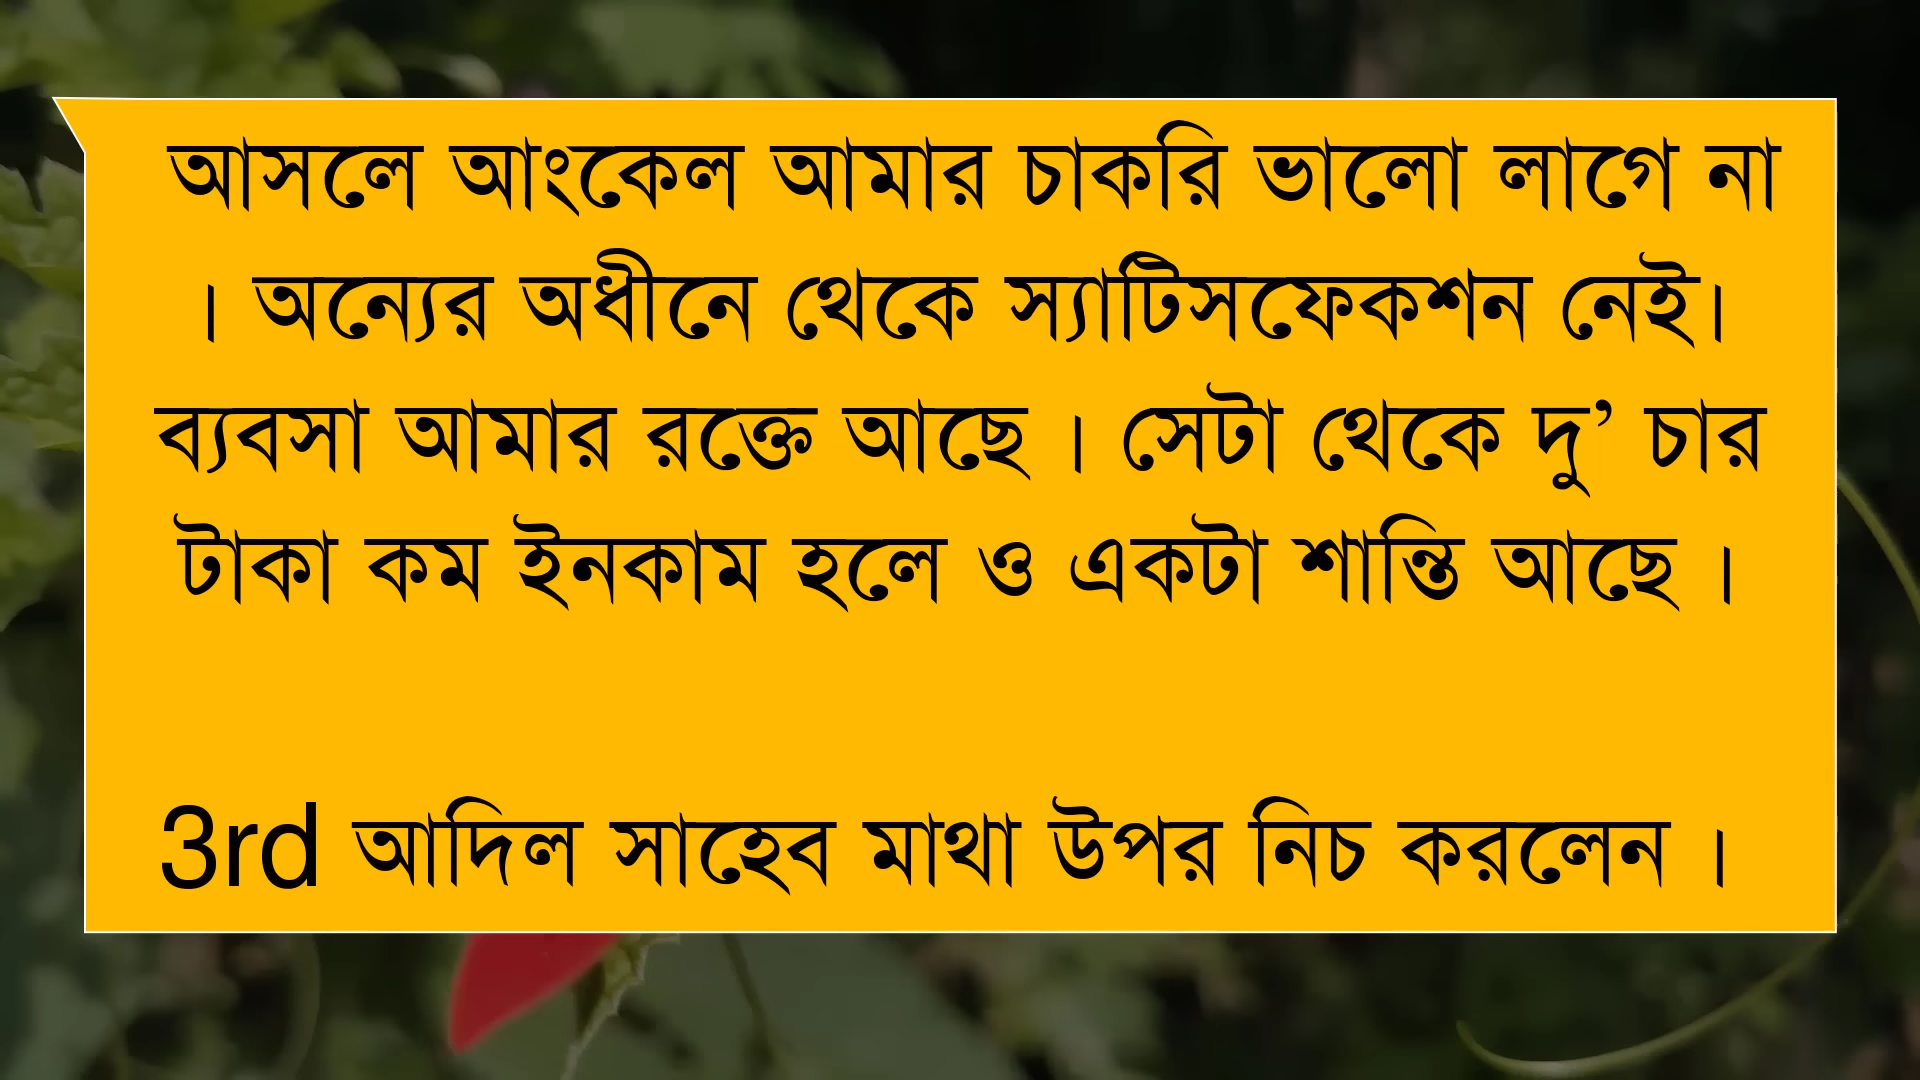 আসলে আংকেল আমার চাকরি ভালো লাগে না
। অন্যের অধীনে থেকে স্যাটিসফেকশন নেই।
ব্যবসা আমার রক্তে আছে । সেটা থেকে দু’ চার
টাকা কম ইনকাম হলে ও একটা শান্তি আছে ।
3rd আদিল সাহেব মাথা উপর নিচ করলেন ।